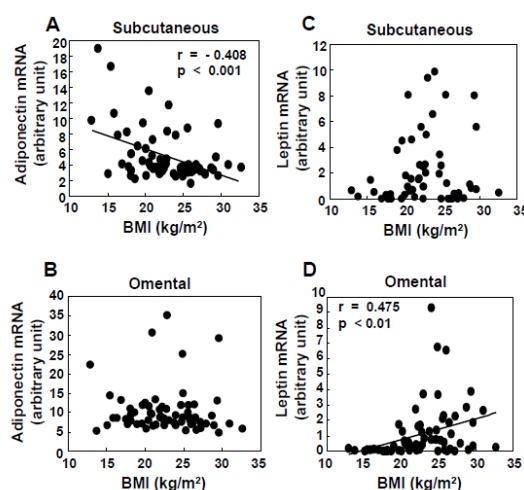 A
Subcutaneous
r = - 0.408
p < 0.001
Adiponectin mRNA
(arbitrary unit)
20
18
16
14
12
10
8
6
4
2
0
10 15 20 25 30 35
BMI (kg/m²)
C
Subcutaneous
Leptin mRNA
(arbitrary unit)
12
10
8
6
4
2
0
10 15 20 25 30 35
BMI (kg/m²)
B
Omental
Adiponectin mRNA
(arbitrary unit)
40
35
30
25
20
15
10
5
0
10 15 20 25 30 35
BMI (kg/m²)
D
Omental
r = 0.475
p < 0.01
Leptin mRNA
(arbitrary unit)
9
8
7
6
5
4
3
2
1
0
10 15 20 25 30 35
BMI (kg/m²)